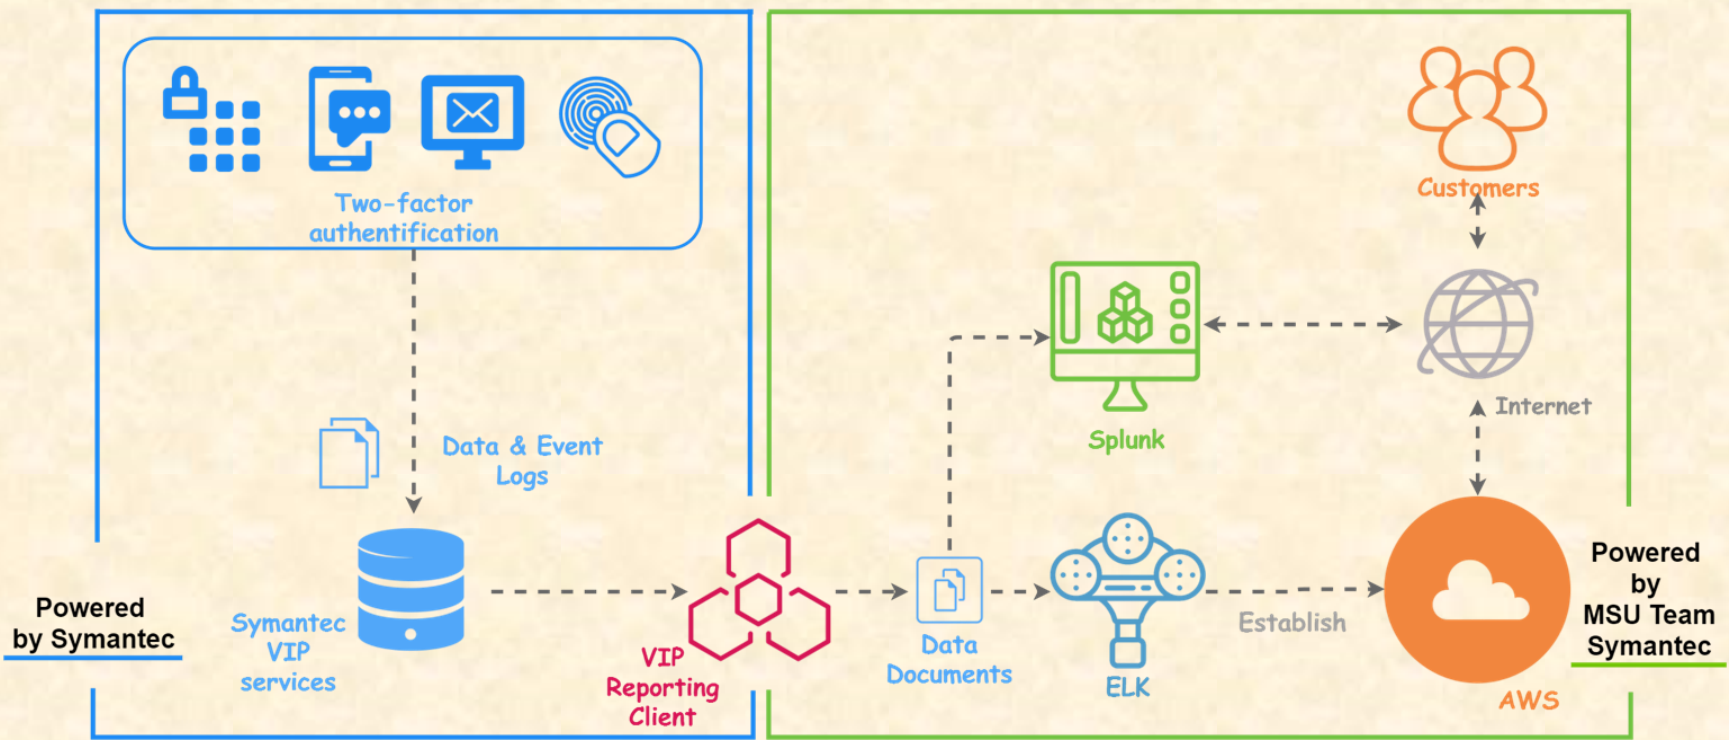 Two-factor
authentification
Data & Event
Logs
Powered
by Symantec
Symantec
VIP
services
VIP
Reporting
Client
Data
Documents
Splunk
ELK
Establish
Customers
Internet
AWS
Powered
by
MSU Team
Symantec